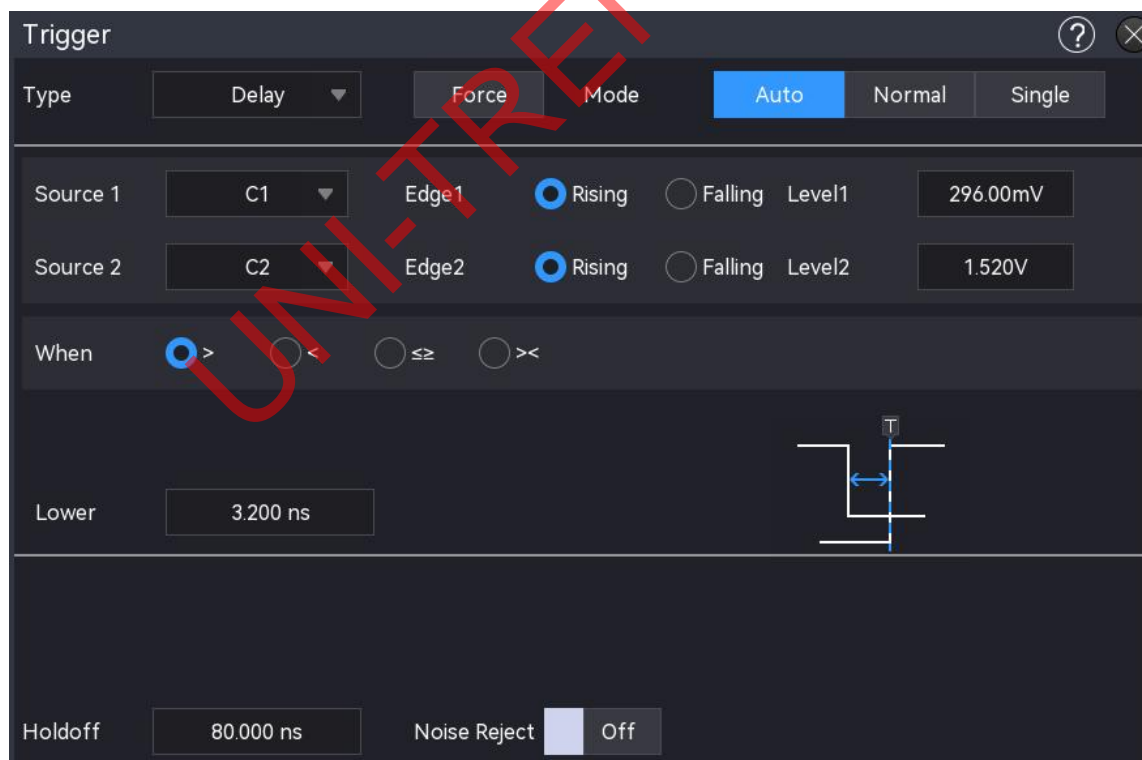 Trigger ?
Type Delay Force Mode Auto Normal Single
Source 1 C1 Edge1 Rising Falling Level1 296.00mV
Source 2 C2 Edge2 Rising Falling Level2 1.520V
When > < ≤≥ ><
T
Lower 3.200 ns
Holdoff 80.000 ns Noise Reject Off
UNI-TREI